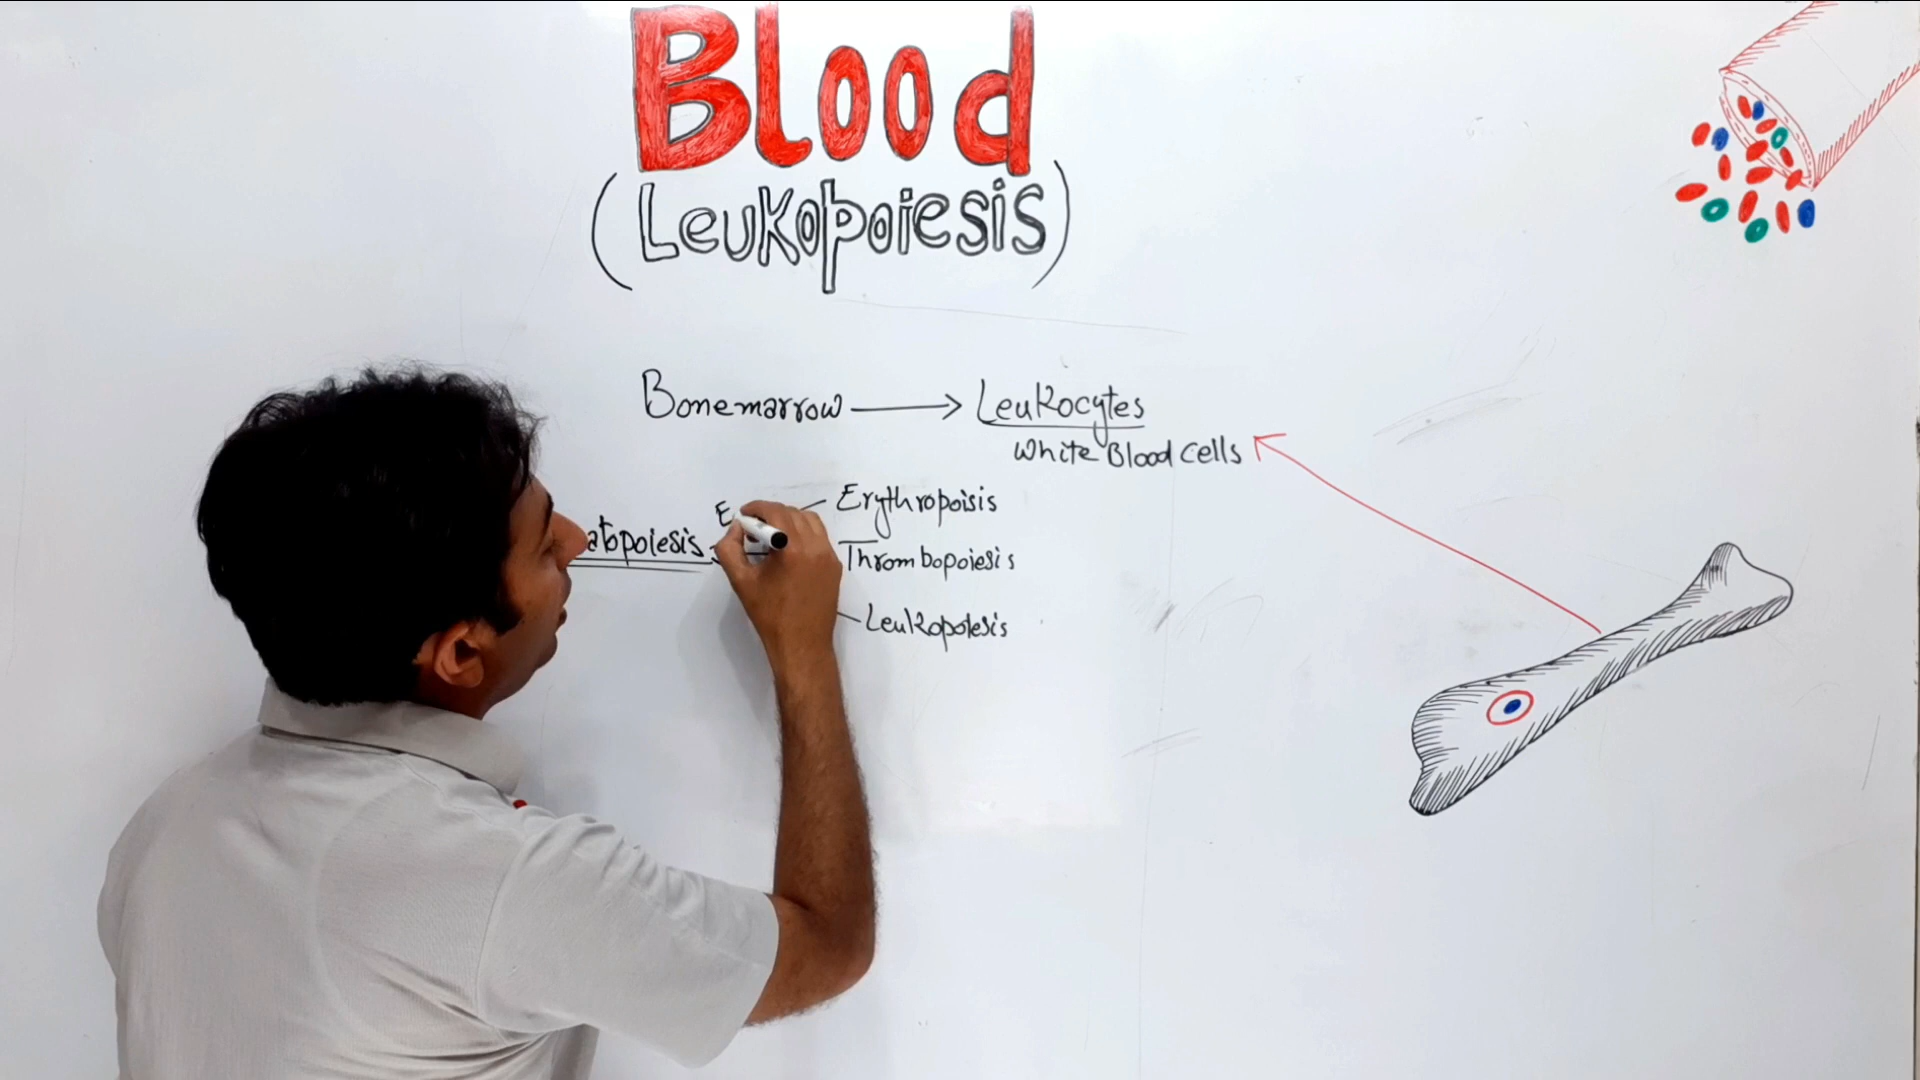 Blood
(Leukopoiesis)
Bonemarrow → Leukocytes
White Blood Cells
Erythropoisis
atopoiesis E
Thrombopoiesis
Leukopoiesis